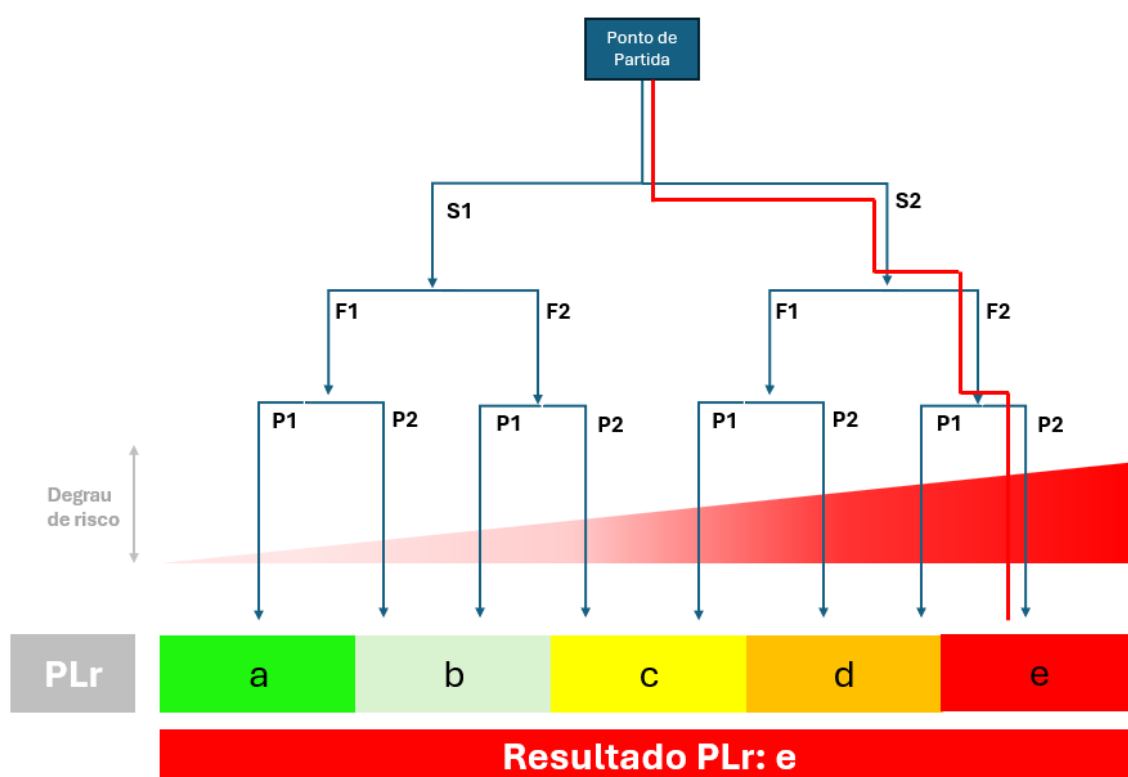 Ponto de
Partida
S1
S2
F1
F2
F1
F2
P1
P2
P1
P2
P1
P2
P1
P2
Degrau
de risco
PLr
a
b
c
d
e
Resultado PLr: e